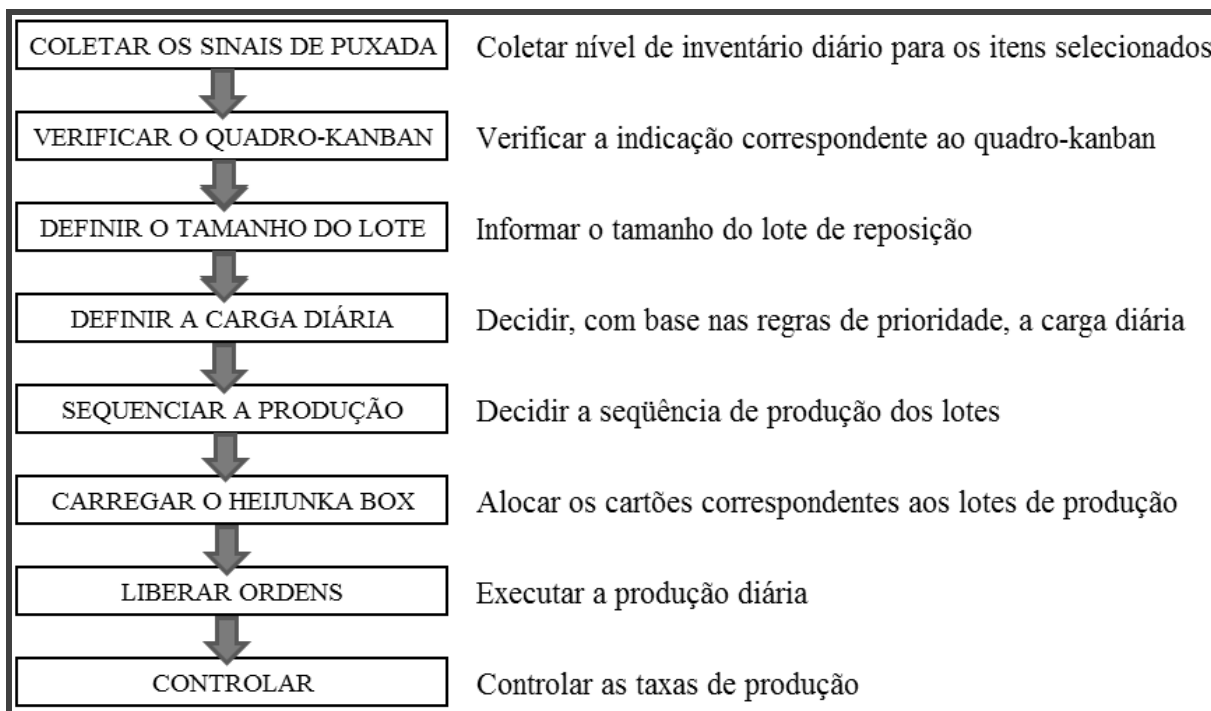 COLETAR OS SINAIS DE PUXADA
Coletar nível de inventário diário para os itens selecionados
VERIFICAR O QUADRO-KANBAN
Verificar a indicação correspondente ao quadro-kanban
DEFINIR O TAMANHO DO LOTE
Informar o tamanho do lote de reposição
DEFINIR A CARGA DIÁRIA
Decidir, com base nas regras de prioridade, a carga diária
SEQUENCIAR A PRODUÇÃO
Decidir a seqüência de produção dos lotes
CARREGAR O HEIJUNKA BOX
Alocar os cartões correspondentes aos lotes de produção
LIBERAR ORDENS
Executar a produção diária
CONTROLAR
Controlar as taxas de produção